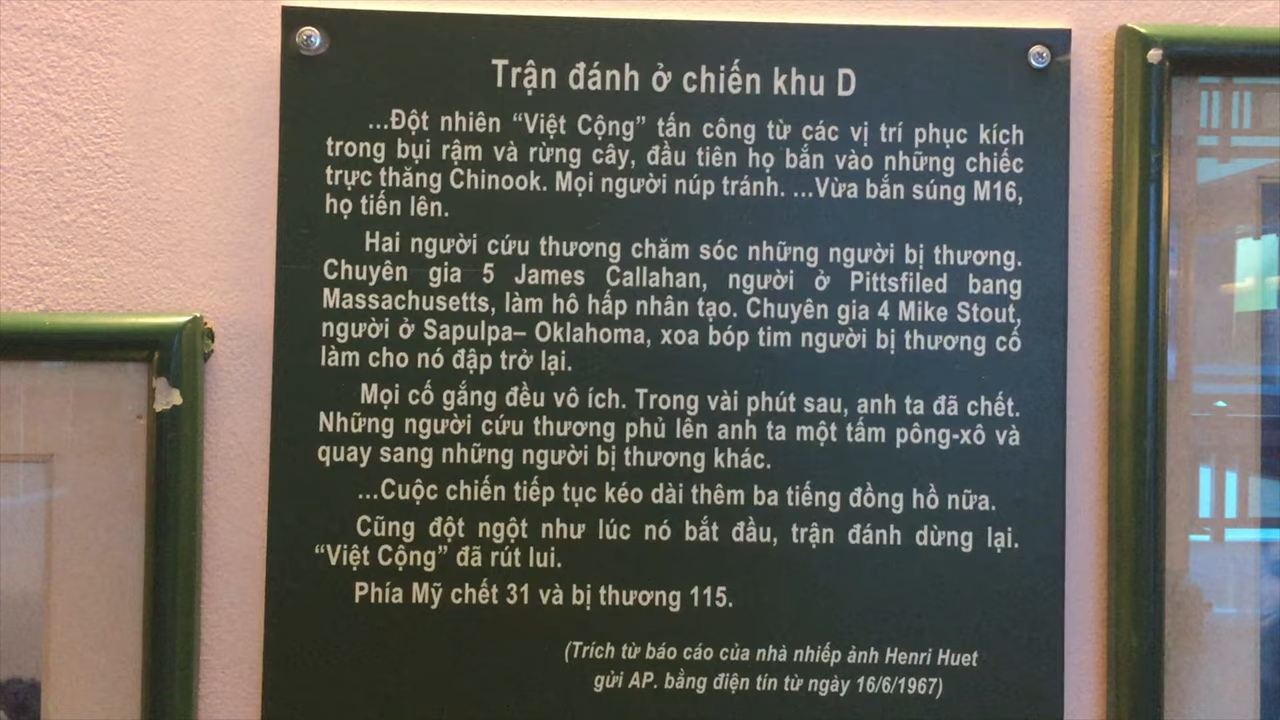 Trận đánh ở chiến khu D
...Đột nhiên “Việt Cộng” tấn công từ các vị trí phục kích
trong bụi rậm và rừng cây, đầu tiên họ bắn vào những chiếc
trực thăng Chinook. Mọi người núp tránh. ...Vừa bắn súng M16,
họ tiến lên.
Hai người cứu thương chăm sóc những người bị thương.
Chuyên gia 5 James Callahan, người ở Pittsfiled bang
Massachusetts, làm hô hấp nhân tạo. Chuyên gia 4 Mike Stout,
người ở Sapulpa– Oklahoma, xoa bóp tim người bị thương cố
làm cho nó đập trở lại.
Mọi cố gắng đều vô ích. Trong vài phút sau, anh ta đã chết.
Những người cứu thương phủ lên anh ta một tấm pông-xô và
quay sang những người bị thương khác.
...Cuộc chiến tiếp tục kéo dài thêm ba tiếng đồng hồ nữa.
Cũng đột ngột như lúc nó bắt đầu, trận đánh dừng lại.
“Việt Cộng” đã rút lui.
Phía Mỹ chết 31 và bị thương 115.
(Trích từ báo cáo của nhà nhiếp ảnh Henri Huet
gửi AP. bằng điện tín từ ngày 16/6/1967)